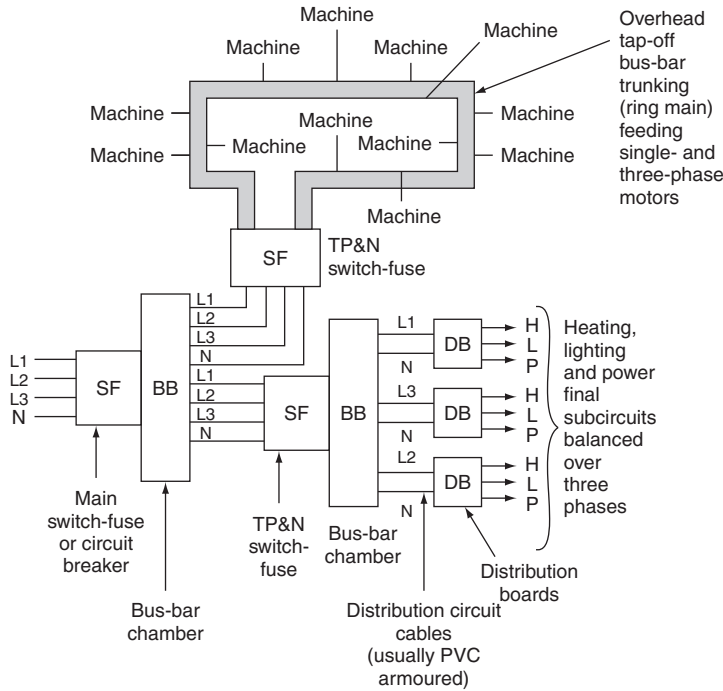 Machine
Machine
Machine
Machine
Overhead
tap-off
bus-bar
trunking
(ring main)
feeding
single- and
three-phase
motors
Machine
Machine
Machine
Machine
Machine
Machine
Machine
Machine
Machine
SF
TP&N
switch-fuse
L1
L2
L3
N
L1
L2
L3
N
SF
BB
L1
L2
L3
N
SF
BB
L1
N
DB
H
L
P
L3
N
DB
H
L
P
L2
N
DB
H
L
P
Heating,
lighting
and power
final
subcircuits
balanced
over
three
phases
Main
switch-fuse
or circuit
breaker
TP&N
switch-
fuse
Bus-bar
chamber
Distribution
boards
Bus-bar
chamber
Distribution circuit
cables
(usually PVC
armoured)